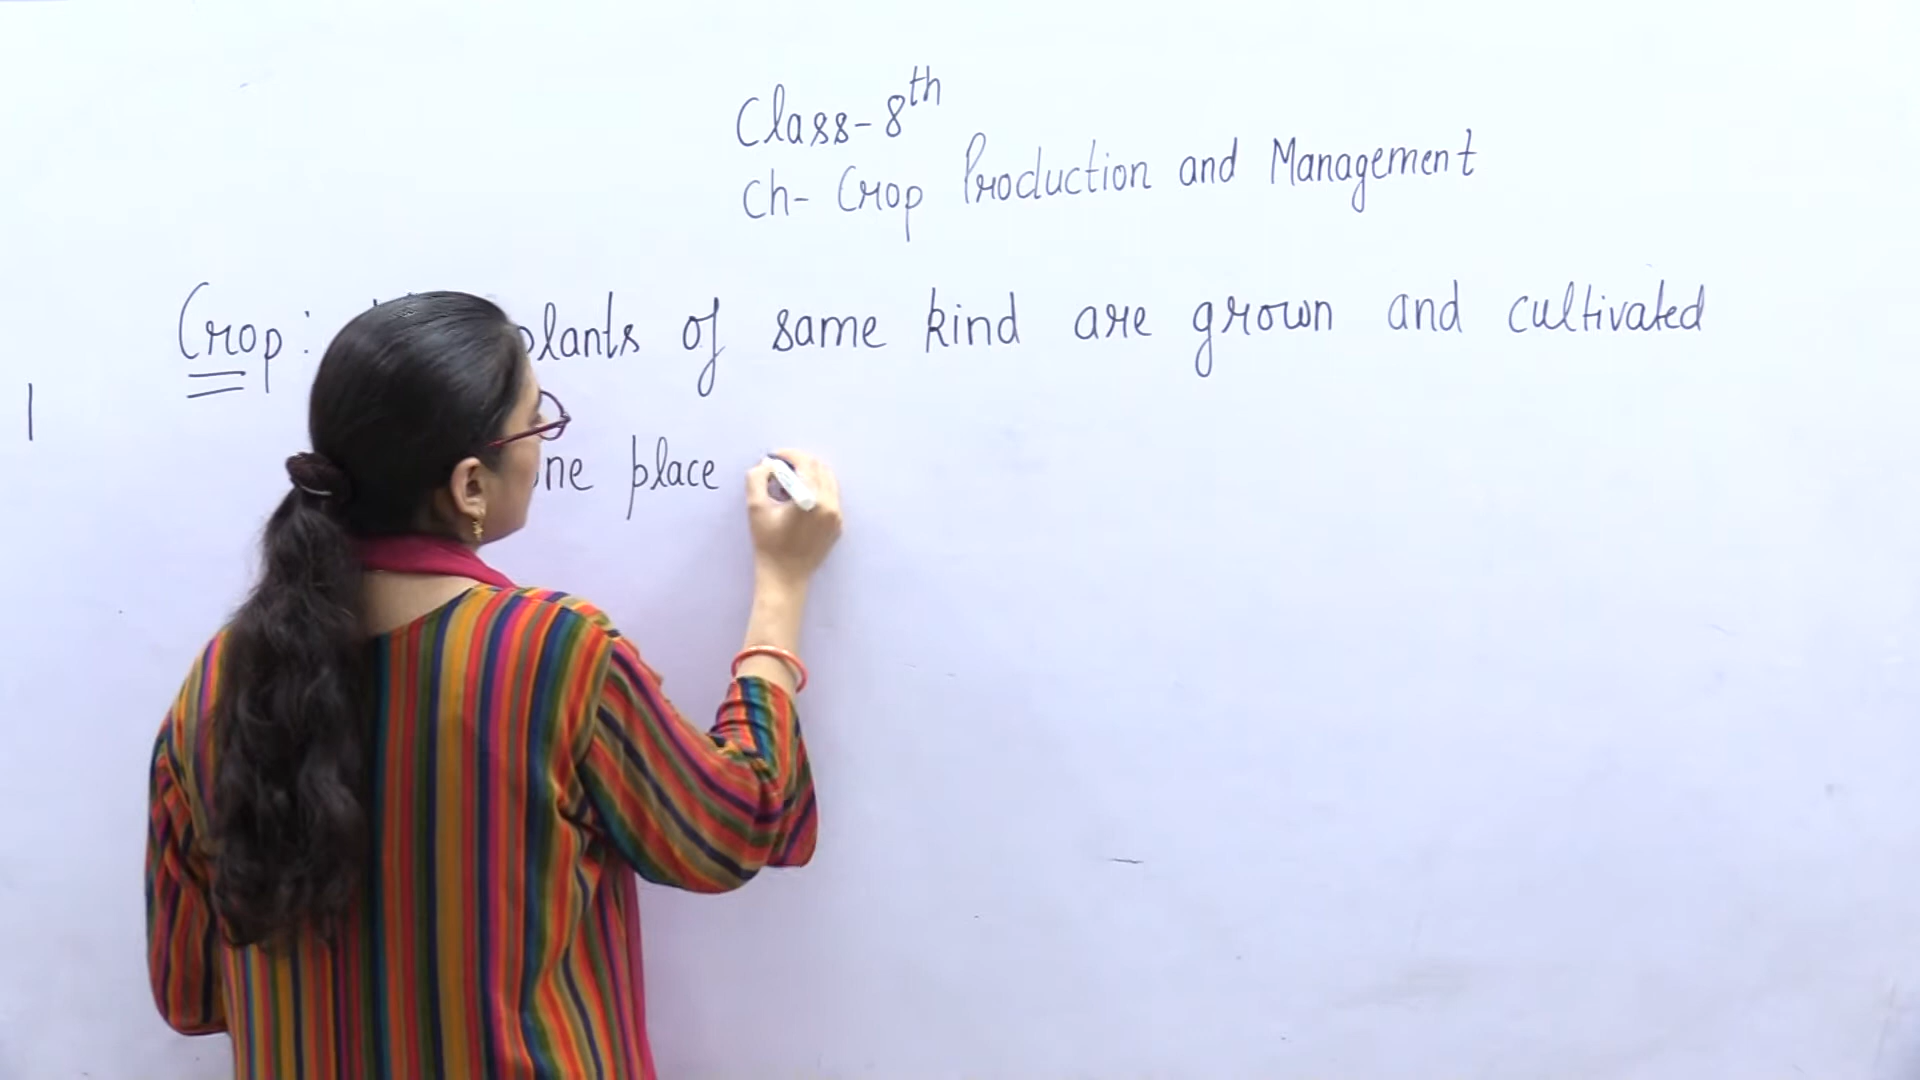 Class-8th
Ch- Crop Production and Management
Crop: plants of same kind are grown and cultivated
place